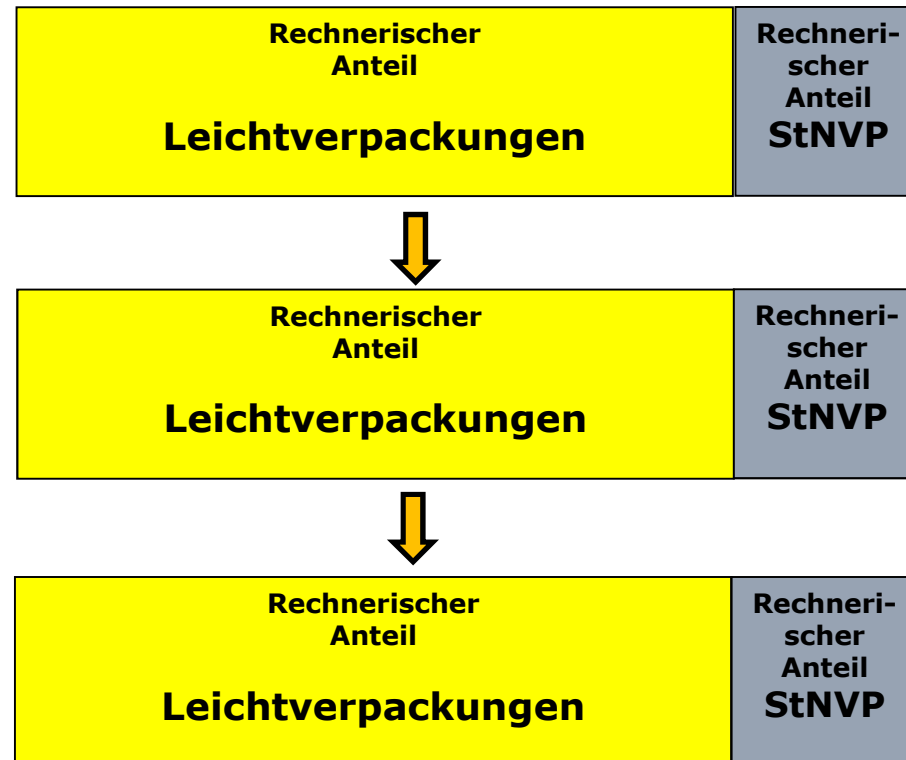 Rechnerischer
Anteil
Leichtverpackungen
Rechneri-
scher
Anteil
StNVP
Rechnerischer
Anteil
Leichtverpackungen
Rechneri-
scher
Anteil
StNVP
Rechnerischer
Anteil
Leichtverpackungen
Rechneri-
scher
Anteil
StNVP